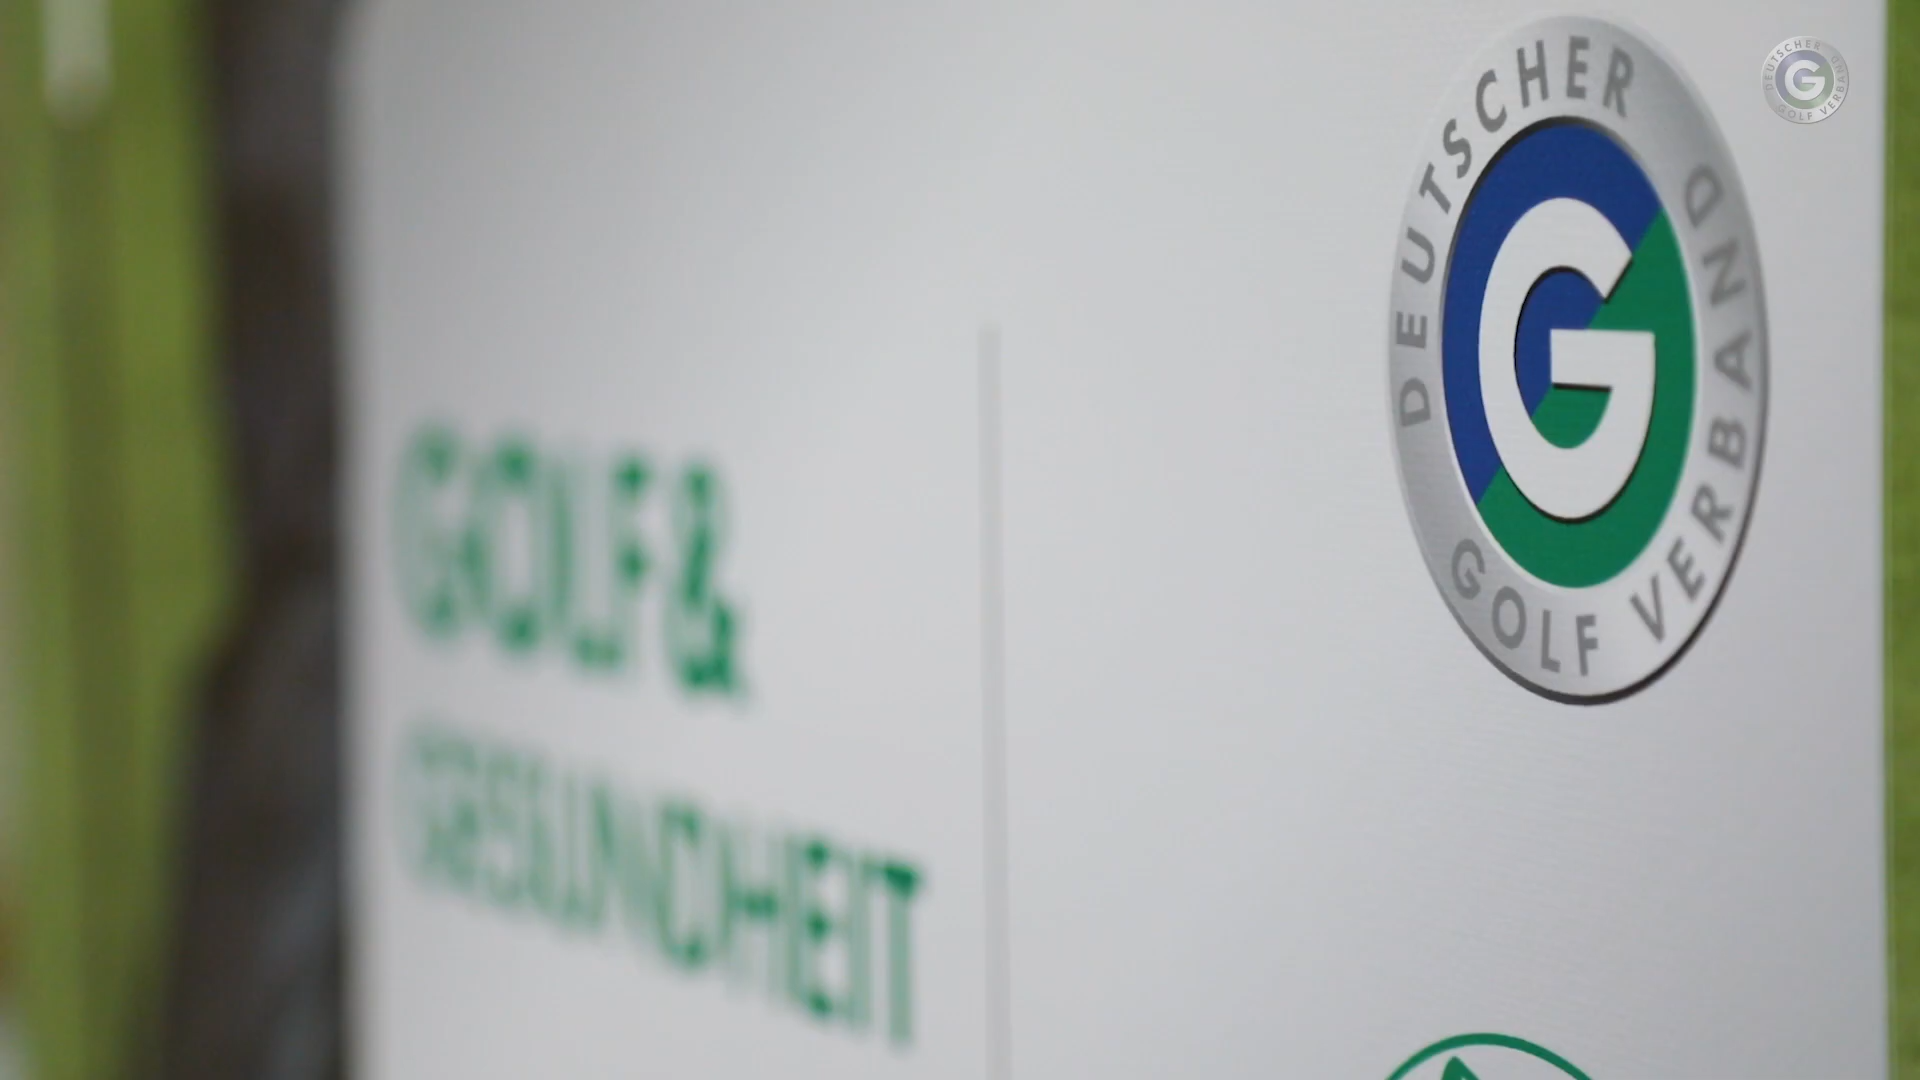 GOLF &
GESUNDHEIT
DEUTSCHER
GOLF VERBAND
G
DEUTSCHER
GOLF VERBAND
G